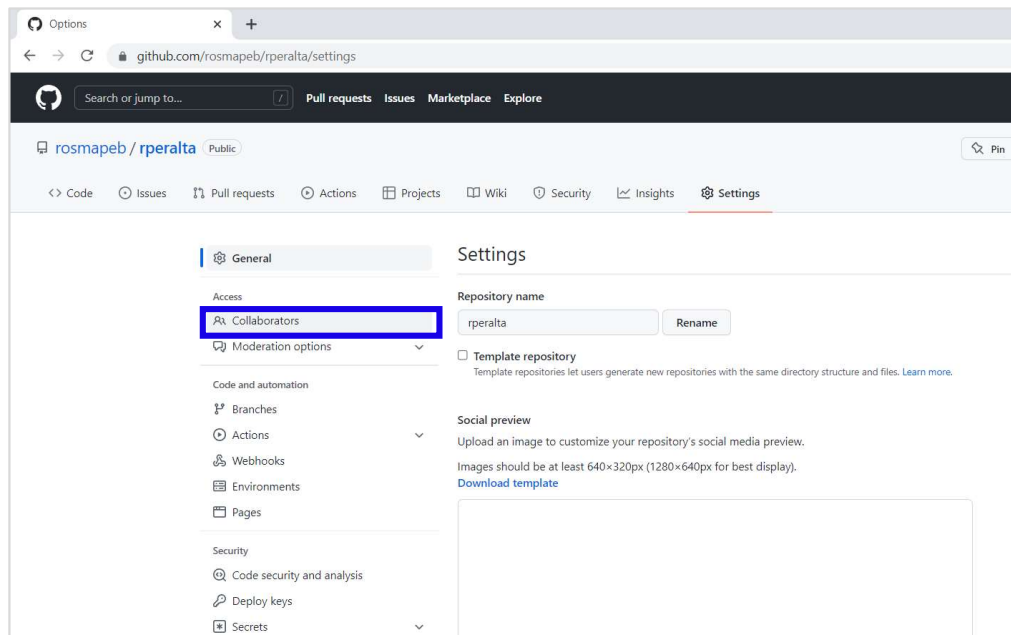 Options
github.com/rosmapeb/rperalta/settings
Search or jump to... / Pull requests Issues Marketplace Explore
rosmapeb / rperalta Public
Pin
<> Code Issues Pull requests Actions Projects Wiki Security Insights Settings
General
Access
Collaborators
Moderation options
Code and automation
Branches
Actions
Webhooks
Environments
Pages
Security
Code security and analysis
Deploy keys
Secrets
Settings
Repository name
rperalta Rename
Template repository
Template repositories let users generate new repositories with the same directory structure and files. Learn more.
Social preview
Upload an image to customize your repository's social media preview.
Images should be at least 640×320px (1280×640px for best display).
Download template